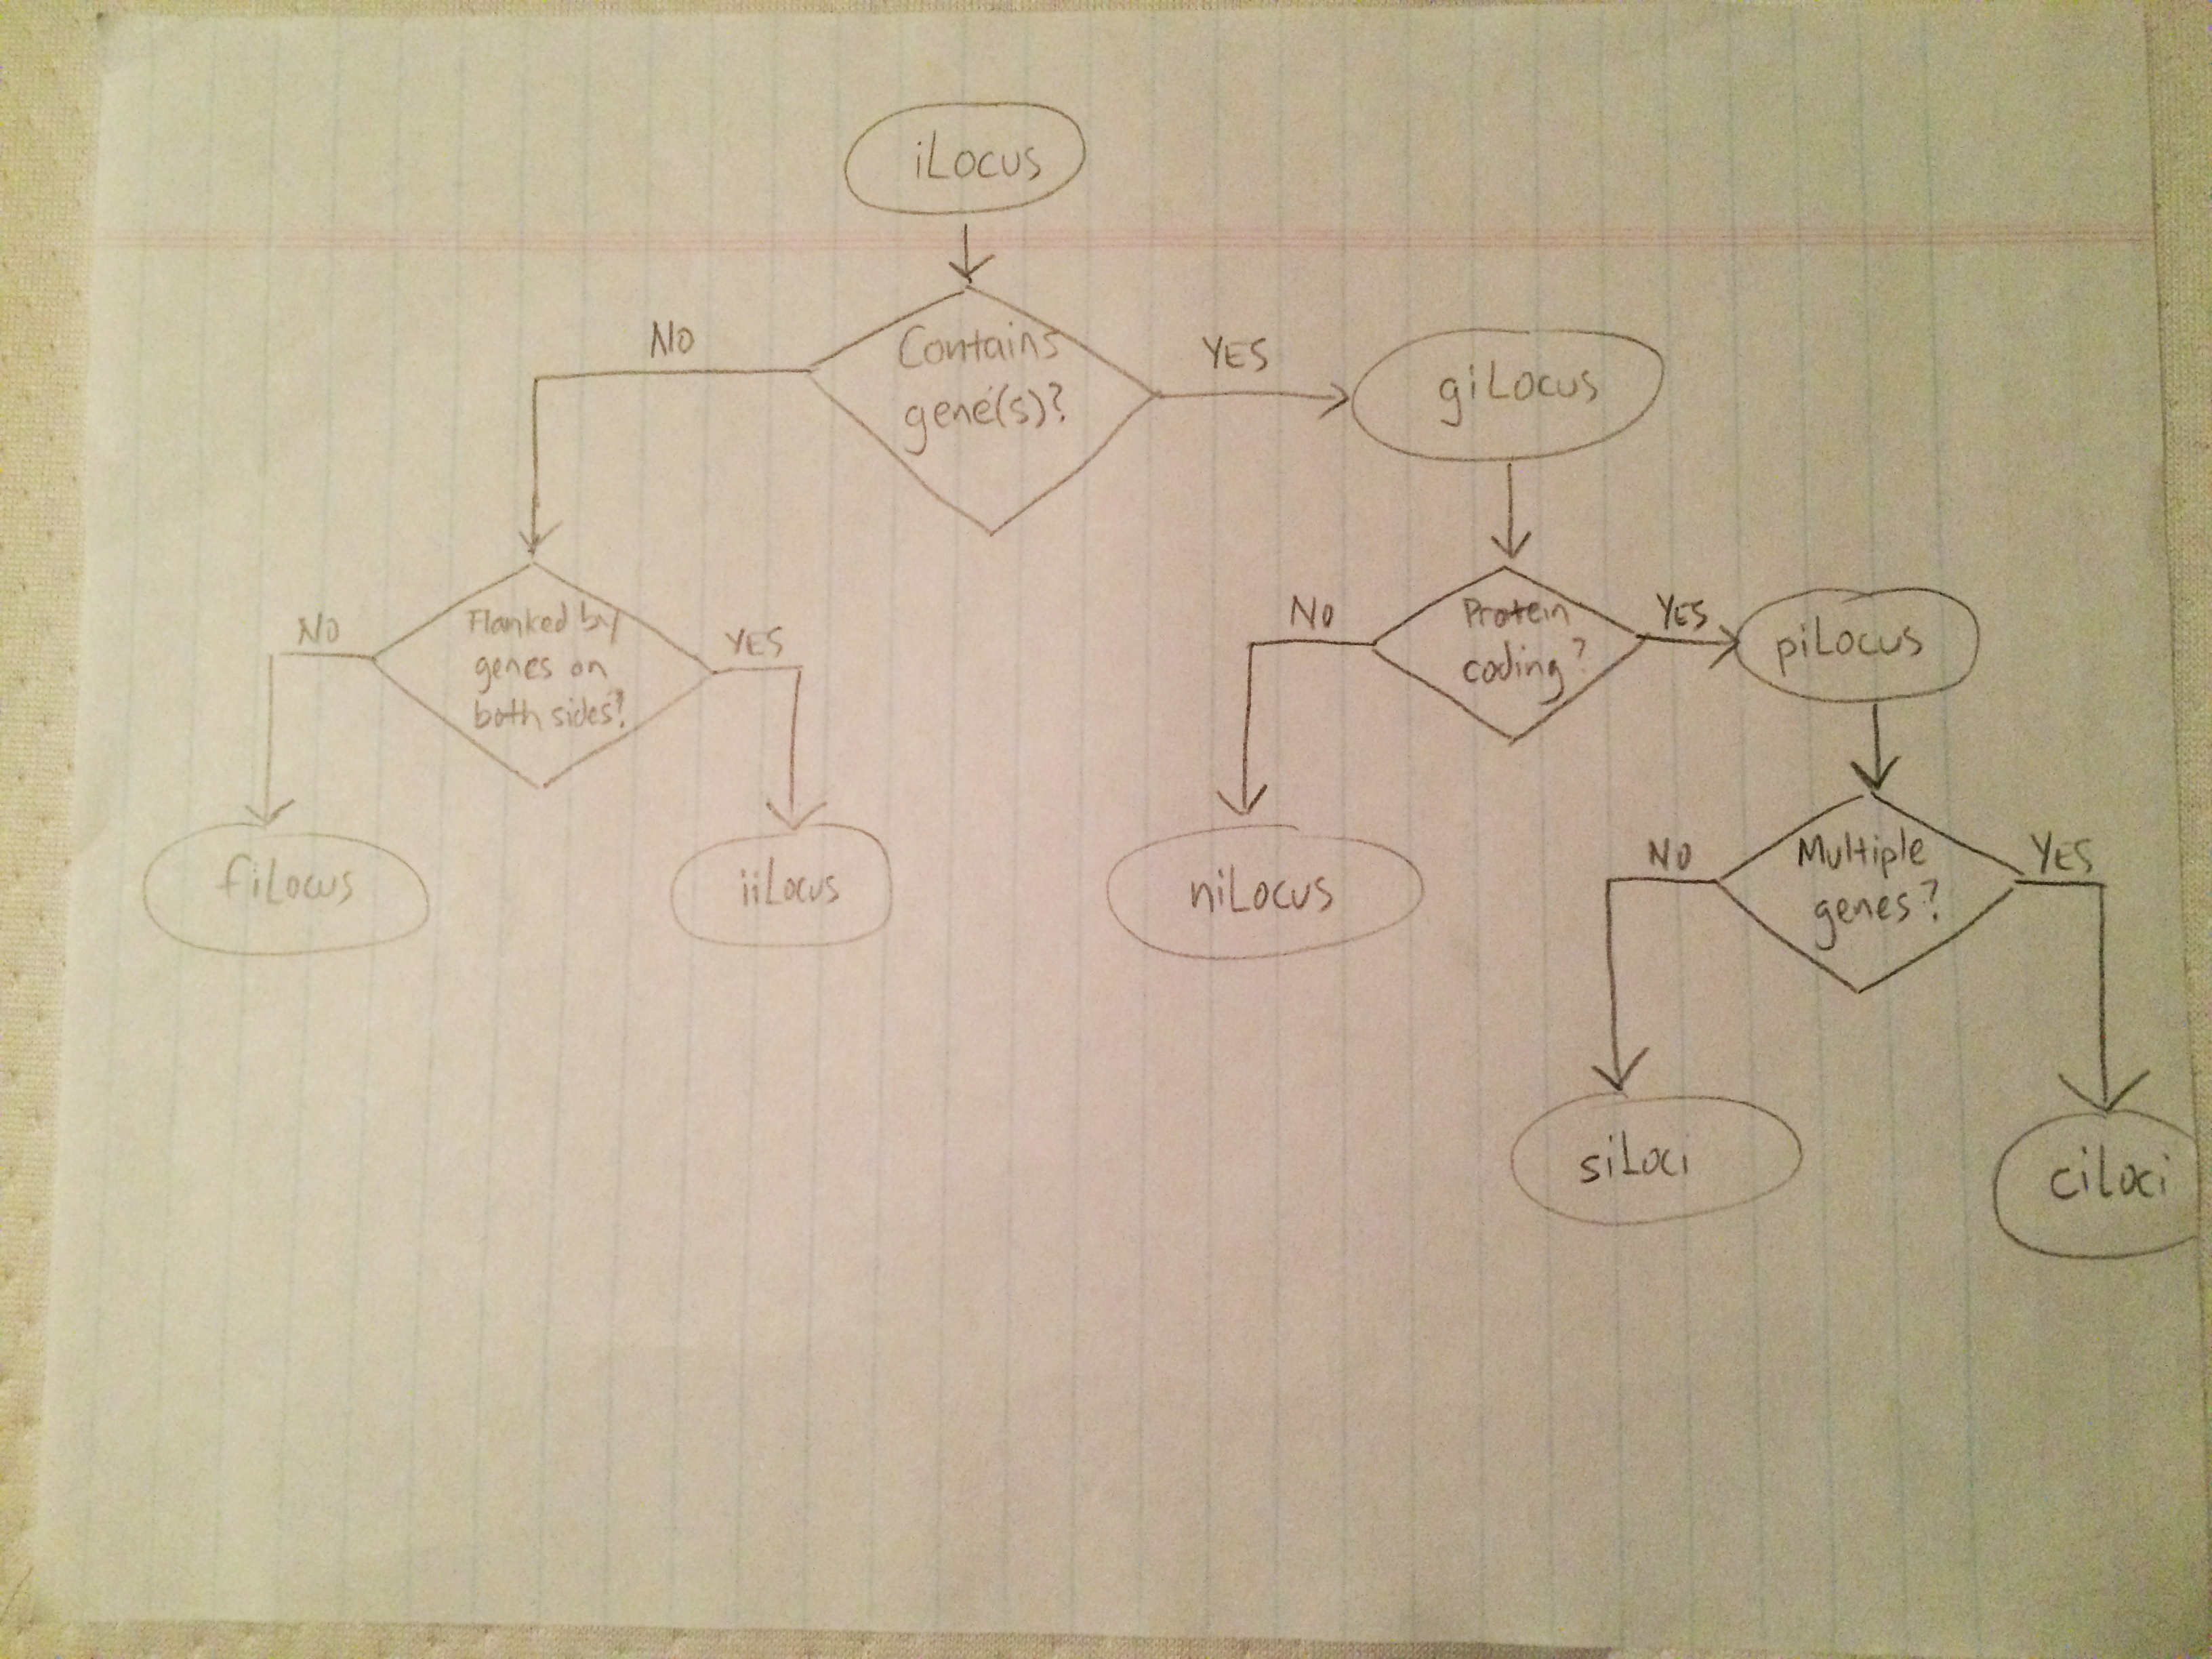 iLocus
NO
Contains
gene(s)?
YES
giLocus
NO
Flanked by
genes on
both sides?
YES
NO
Protein
coding?
YES
piLocus
fiLocus
iiLocus
niLocus
NO
Multiple
genes?
YES
siLoci
ciLoci